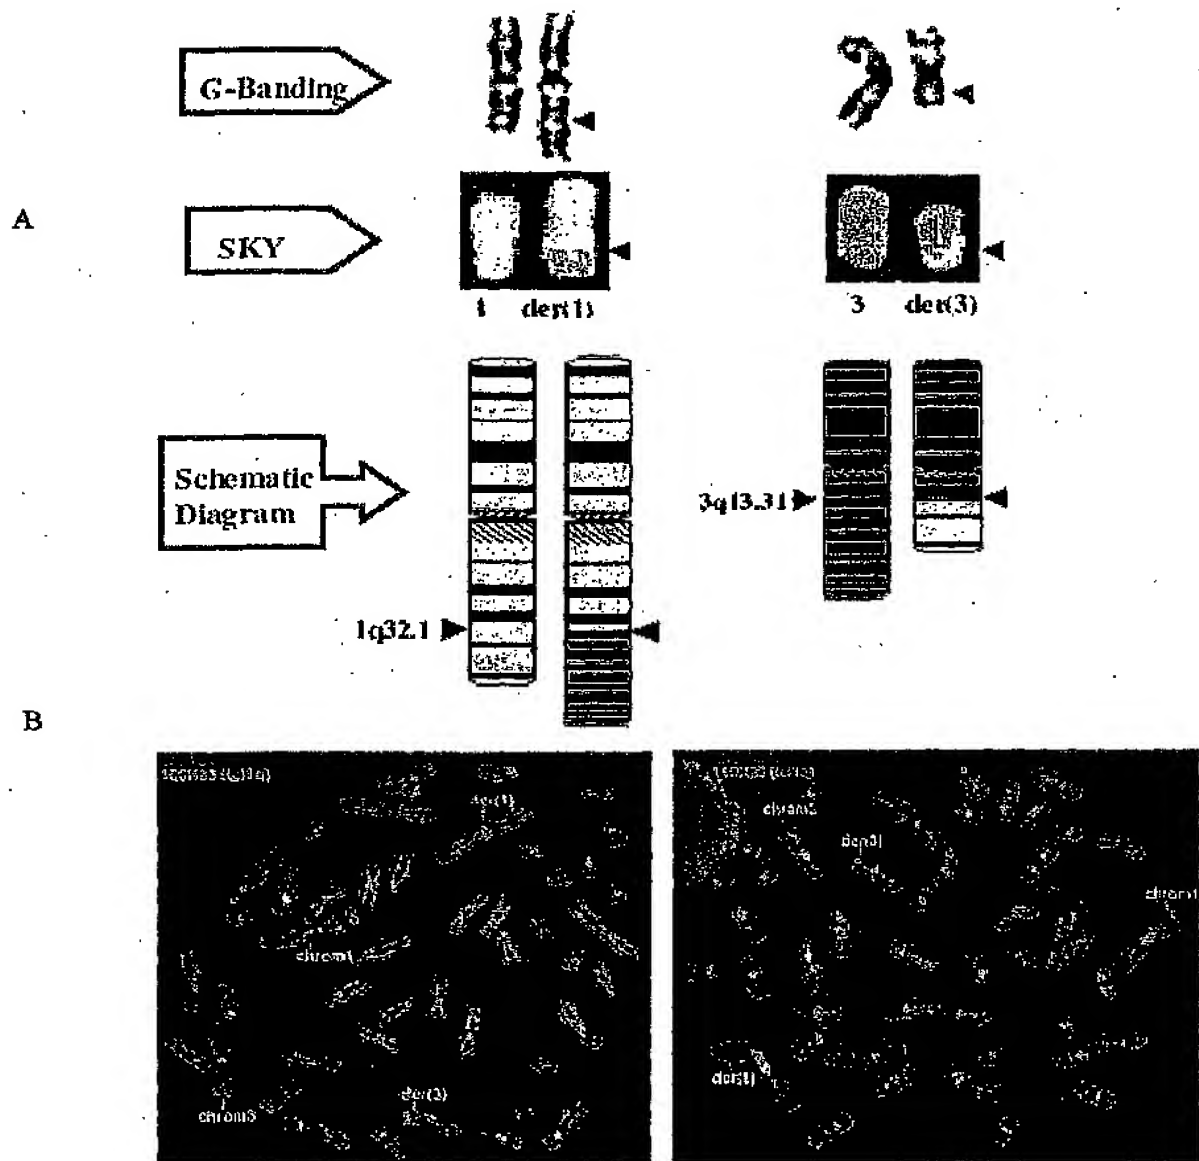 G-Banding
A
SKY
1 der(1)
3 der(3)
Schematic
Diagram
3q13.31
1q32.1
B
der(1)
chrom1
chrom3
der(3)
der(3)
chrom1
der(1)